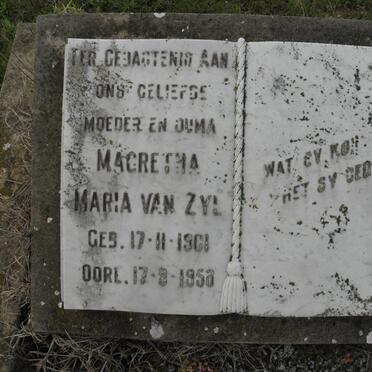 TER GEDAGTENIS AAN
ONS GELIEFDE
MOEDER EN OUMA
MAGRETHA
MARIA VAN ZYL
GEB. 17-11-1901
OORL. 17-9-1958
WAT SY KON
HET SY GED